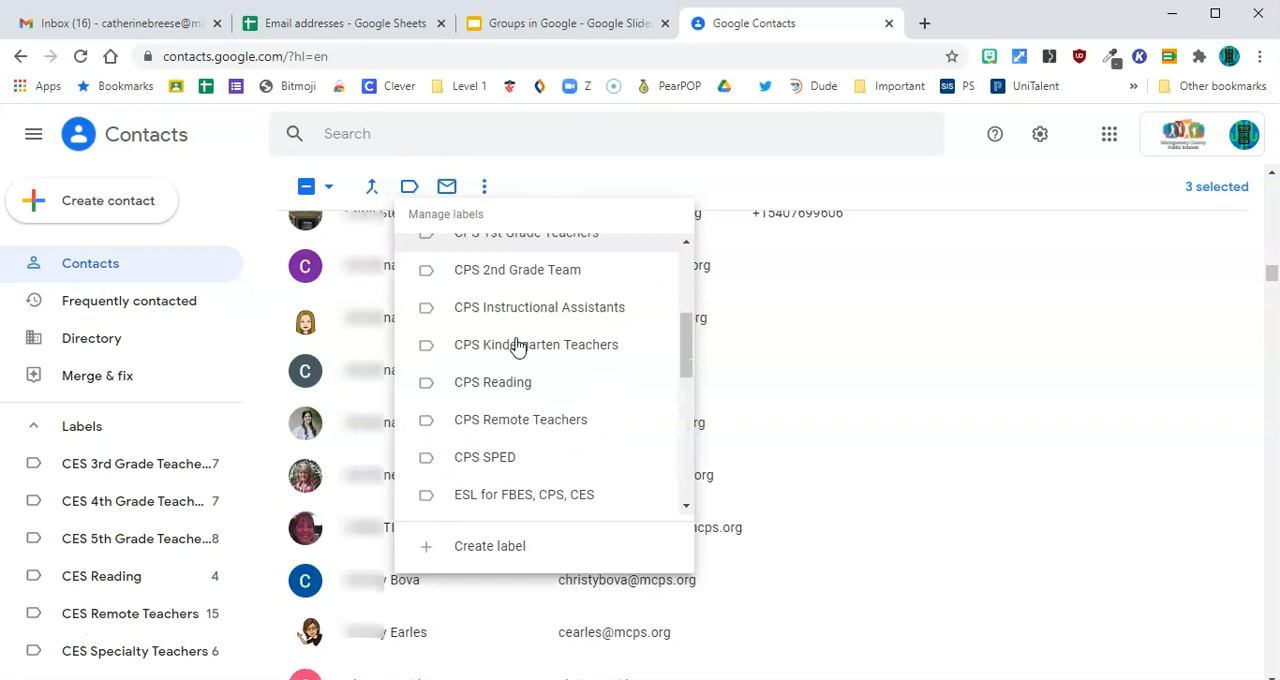 Inbox (16) - catherinebreese@mc
Email addresses - Google Sheets
Groups in Google - Google Slide
Google Contacts
contacts.google.com/?hl=en
Apps Bookmarks Bitmoji Clever Level 1 Z PearPOP Dude Important PS UniTalent » Other bookmarks
Contacts
Search
Create contact
3 selected
Manage labels
+15407699606
CPS 1st Grade Teachers
Contacts
CPS 2nd Grade Team
Frequently contacted
CPS Instructional Assistants
Directory
CPS Kindergarten Teachers
Merge & fix
CPS Reading
Labels
CPS Remote Teachers
CES 3rd Grade Teache... 7
CPS SPED
CES 4th Grade Teach... 7
ESL for FBES, CPS, CES
CES 5th Grade Teache... 8
Create label
CES Reading 4
Bova christybova@mcps.org
CES Remote Teachers 15
Earles cearles@mcps.org
CES Specialty Teachers 6